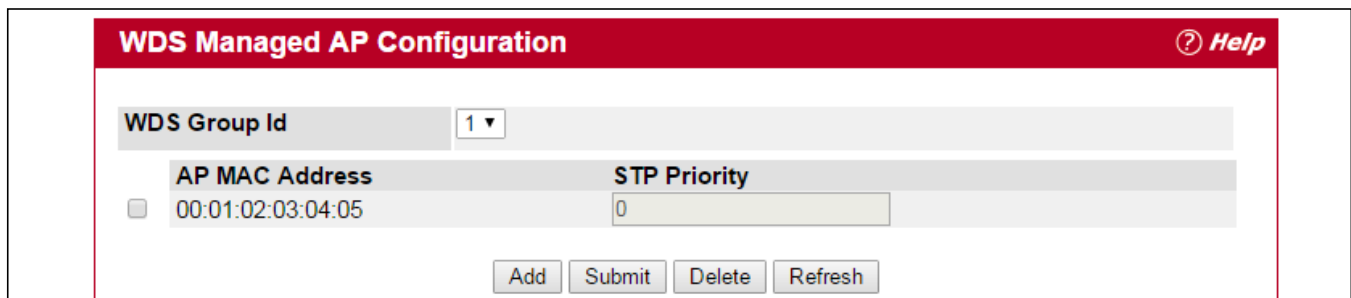 WDS Managed AP Configuration
? Help
WDS Group Id 1
AP MAC Address STP Priority
00:01:02:03:04:05 0
Add Submit Delete Refresh